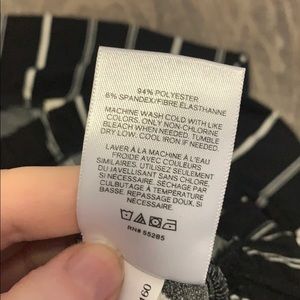 94% POLYESTER
6% SPANDEX/FIBRE ÉLASTHANNE
MACHINE WASH COLD WITH LIKE
COLORS. ONLY NON-CHLORINE
BLEACH WHEN NEEDED. TUMBLE
DRY LOW. COOL IRON IF NEEDED.
LAVER À LA MACHINE À L'EAU
FROIDE AVEC COULEURS
SIMILAIRES. UTILISEZ SEULEMENT
DU JAVELLISANT SANS CHLORE
SI NÉCESSAIRE. SÉCHAGE PAR
CULBUTAGE À TEMPÉRATURE
BASSE. REPASSAGE DOUX, SI
NÉCESSAIRE.
RN# 55285
160